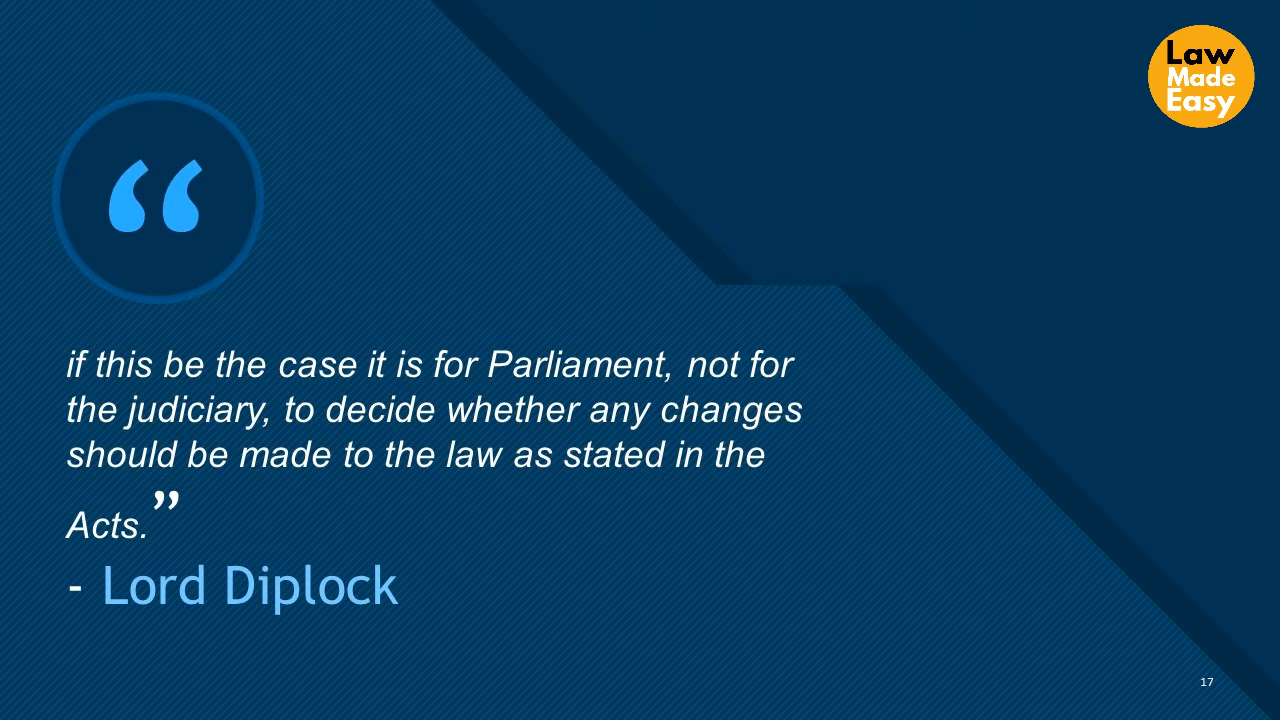 Law
Made
Easy
“
if this be the case it is for Parliament, not for
the judiciary, to decide whether any changes
should be made to the law as stated in the
Acts.”
- Lord Diplock
17